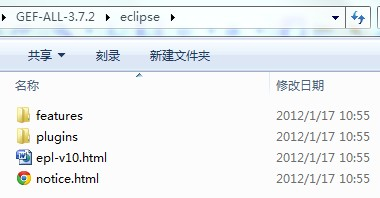 GEF-ALL-3.7.2 eclipse
共享 刻录 新建文件夹
名称 修改日期
features 2012/1/17 10:55
plugins 2012/1/17 10:55
epl-v10.html 2012/1/17 10:55
notice.html 2012/1/17 10:55